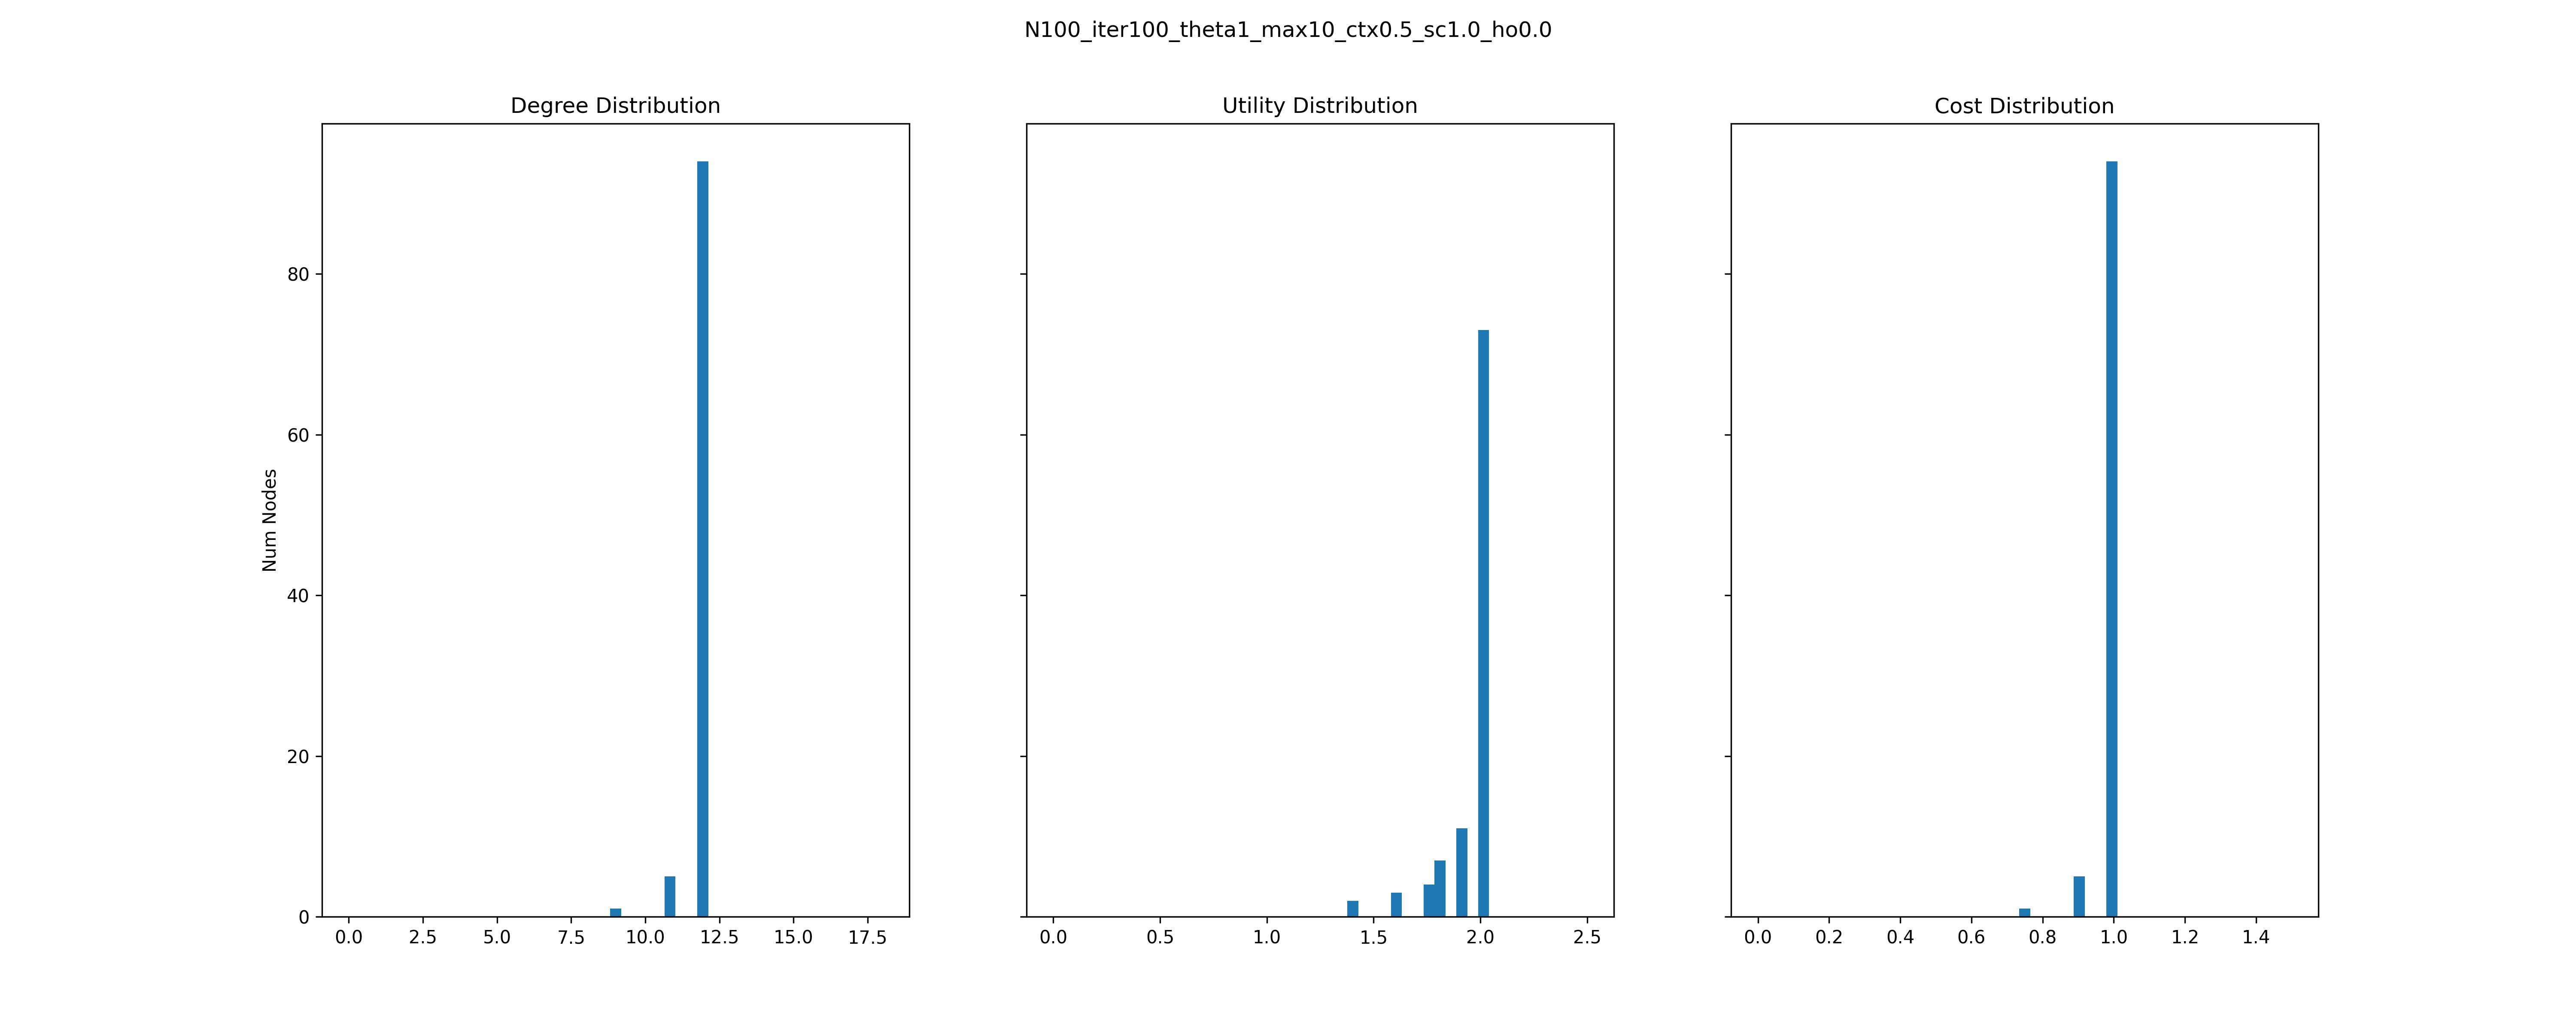 N100_iter100_theta1_max10_ctx0.5_sc1.0_ho0.0
Degree Distribution
Utility Distribution
Cost Distribution
Num Nodes
80
60
40
20
0
0.0 2.5 5.0 7.5 10.0 12.5 15.0 17.5
0.0 0.5 1.0 1.5 2.0 2.5
0.0 0.2 0.4 0.6 0.8 1.0 1.2 1.4